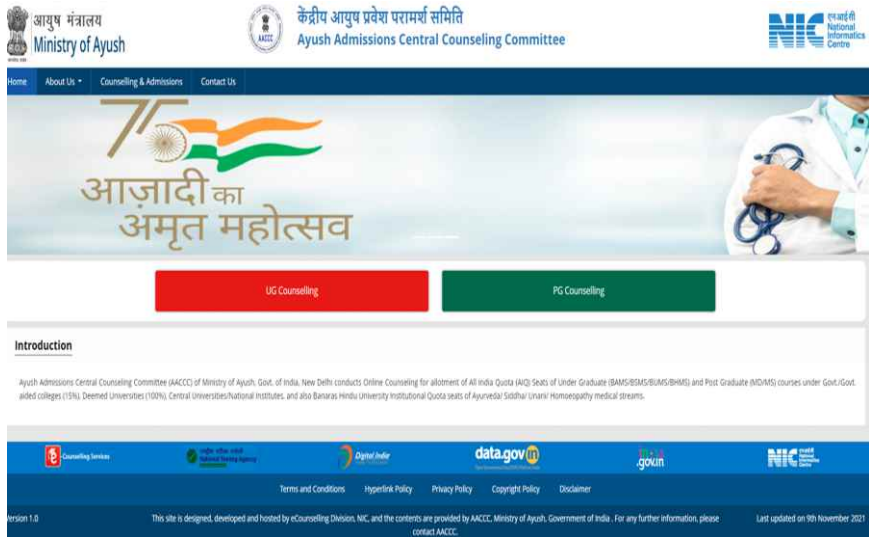 आयुष मंत्रालय
Ministry of Ayush
AACCC
केंद्रीय आयुष प्रवेश परामर्श समिति
Ayush Admissions Central Counseling Committee
NIC
एनआईसी
National
Informatics
Centre
Home About Us Counselling & Admissions Contact Us
75
आज़ादी का
अमृत महोत्सव
UG Counselling PG Counselling
Introduction
Ayush Admissions Central Counseling Committee (AACCC) of Ministry of Ayush, Govt. of India, New Delhi conducts Online Counseling for allotment of All India Quota (AIQ) Seats of Under Graduate (BAMS/BSMS/BUMS/BHMS) and Post Graduate (MD/MS) courses under Govt./Govt.
aided colleges (15%), Deemed Universities (100%), Central Universities/National Institutes, and also Banaras Hindu University Institutional Quota seats of Ayurveda/ Siddha/ Unani/ Homoeopathy medical streams.
Counselling Services
National Testing Agency
Digital India
data.gov in
.gov.in
NIC
Terms and Conditions Hyperlink Policy Privacy Policy Copyright Policy Disclaimer
Version 1.0
This site is designed, developed and hosted by eCounselling Division, NIC, and the contents are provided by AACCC, Ministry of Ayush, Government of India . For any further information, please
contact AACCC.
Last updated on 9th November 2021